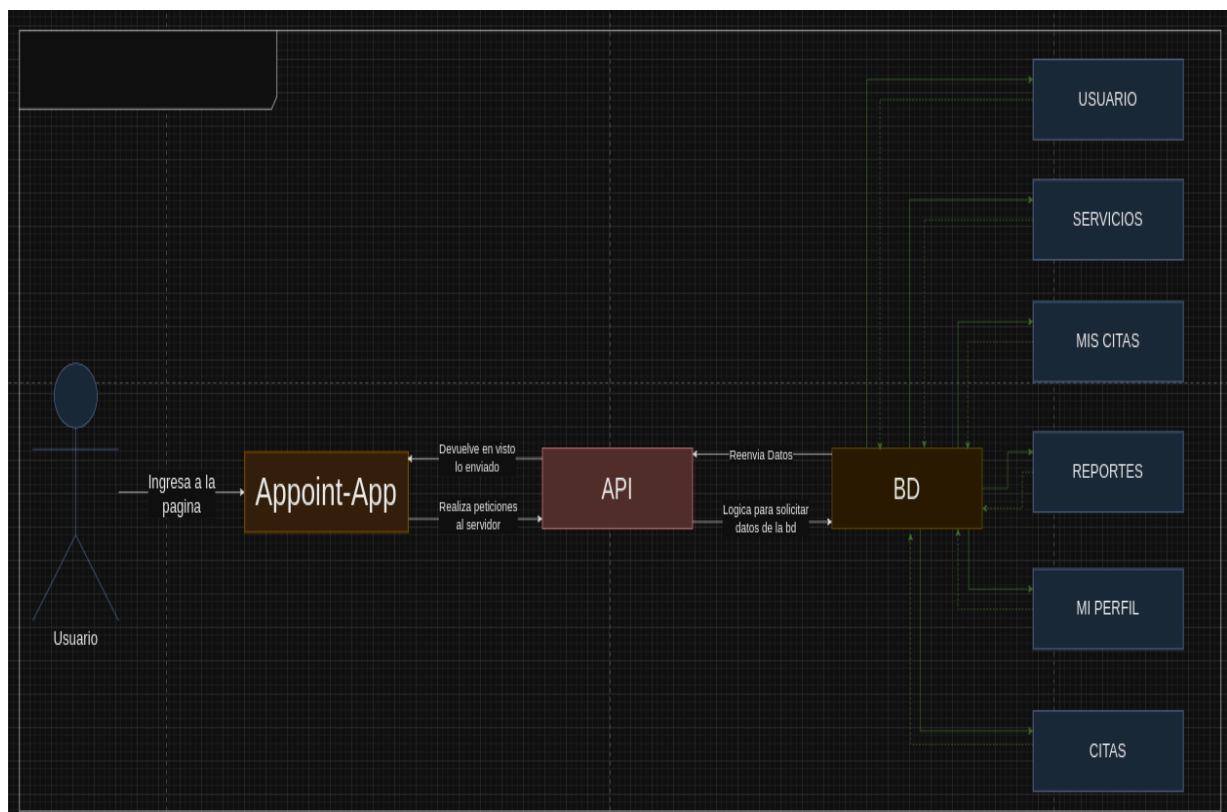 USUARIO
SERVICIOS
MIS CITAS
REPORTES
MI PERFIL
CITAS
Ingresa a la
pagina
Appoint-App
Devuelve en visto
lo enviado
Realiza peticiones
al servidor
API
Reenvia Datos
Logica para solicitar
datos de la bd
BD
Usuario